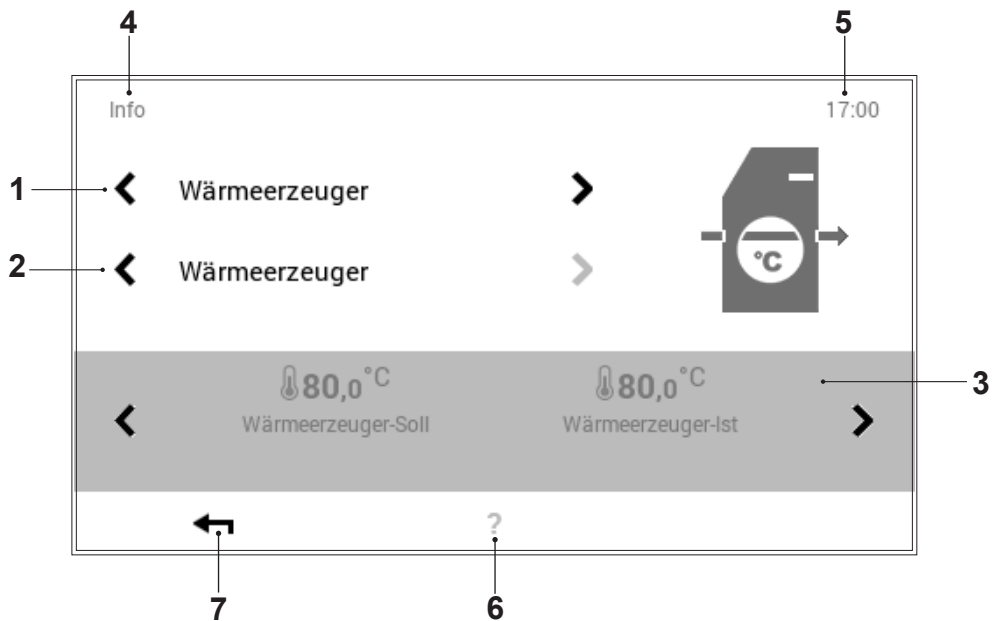 4 5
Info 17:00
1 Wärmeerzeuger
°C
2 Wärmeerzeuger
80,0°C 80,0°C
3
Wärmeerzeuger-Soll Wärmeerzeuger-Ist
?
7 6